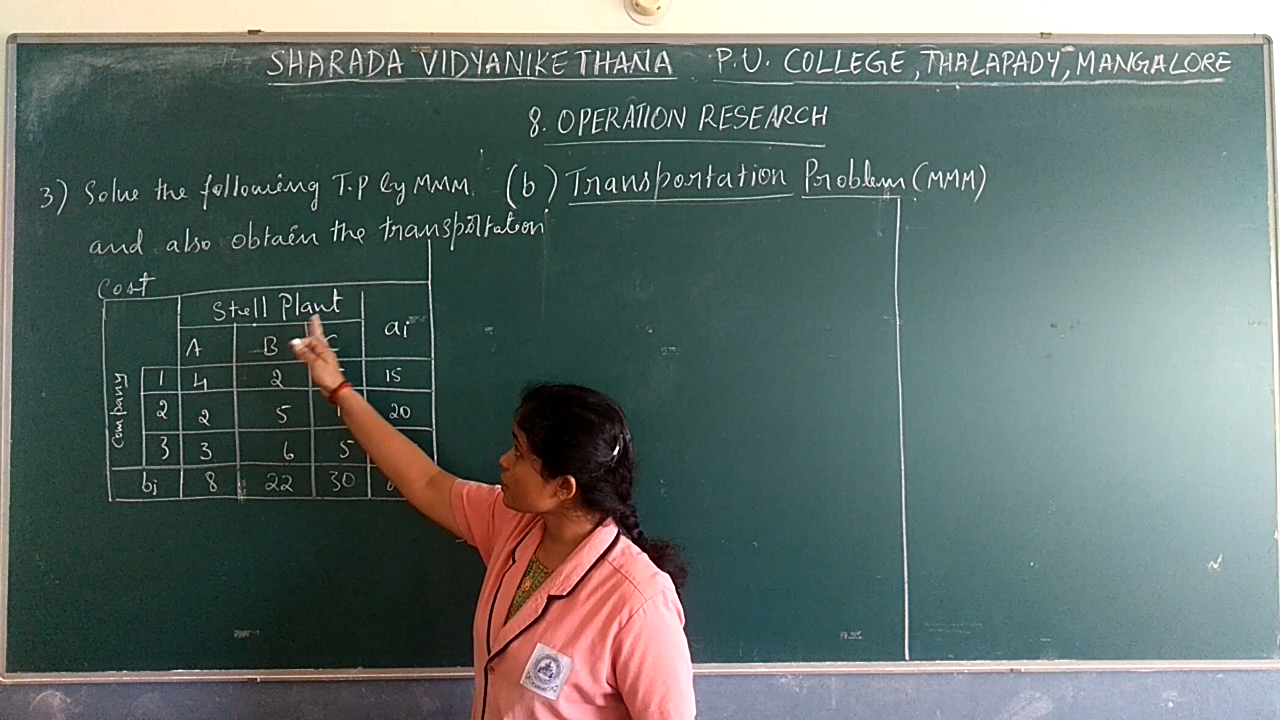 SHARADA VIDYANIKETHANA P.U. COLLEGE, THALAPADY, MANGALORE
8. OPERATION RESEARCH
(b) Transportation Problem (MMM)
3) Solve the following T.P by MMM
and also obtain the transportation
Cost
Stell Plant ai
A B C
Company
1 4 2 15
2 2 5 20
3 3 6 5
bj 8 22 30